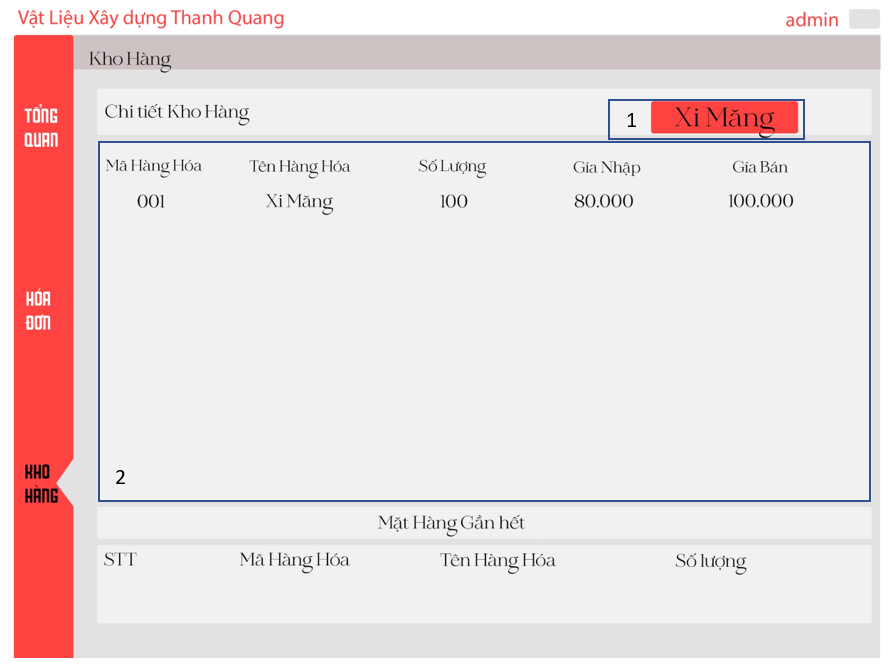 Vật Liệu Xây dựng Thanh Quang admin
Kho Hàng
TỔNG
QUAN
Chi tiết Kho Hàng 1 Xi Măng
Mã Hàng Hóa Tên Hàng Hóa Số Lượng Gía Nhập Gía Bán
001 Xi Măng 100 80.000 100.000
HÓA
ĐƠN
KHO
HÀNG
2
Mặt Hàng Gần hết
STT Mã Hàng Hóa Tên Hàng Hóa Số lượng